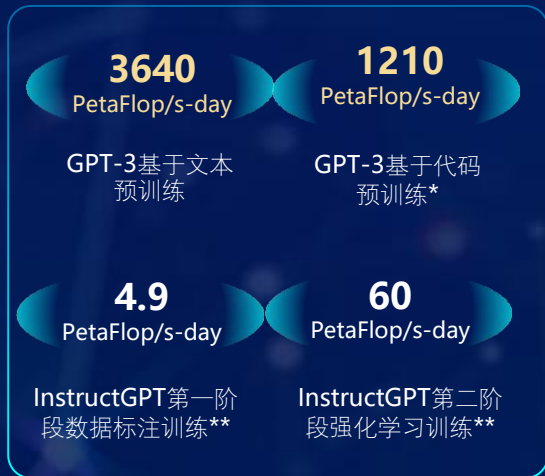 3640
PetaFlop/s-day
GPT-3基于文本
预训练
1210
PetaFlop/s-day
GPT-3基于代码
预训练*
4.9
PetaFlop/s-day
InstructGPT第一阶
段数据标注训练**
60
PetaFlop/s-day
InstructGPT第二阶
段强化学习训练**